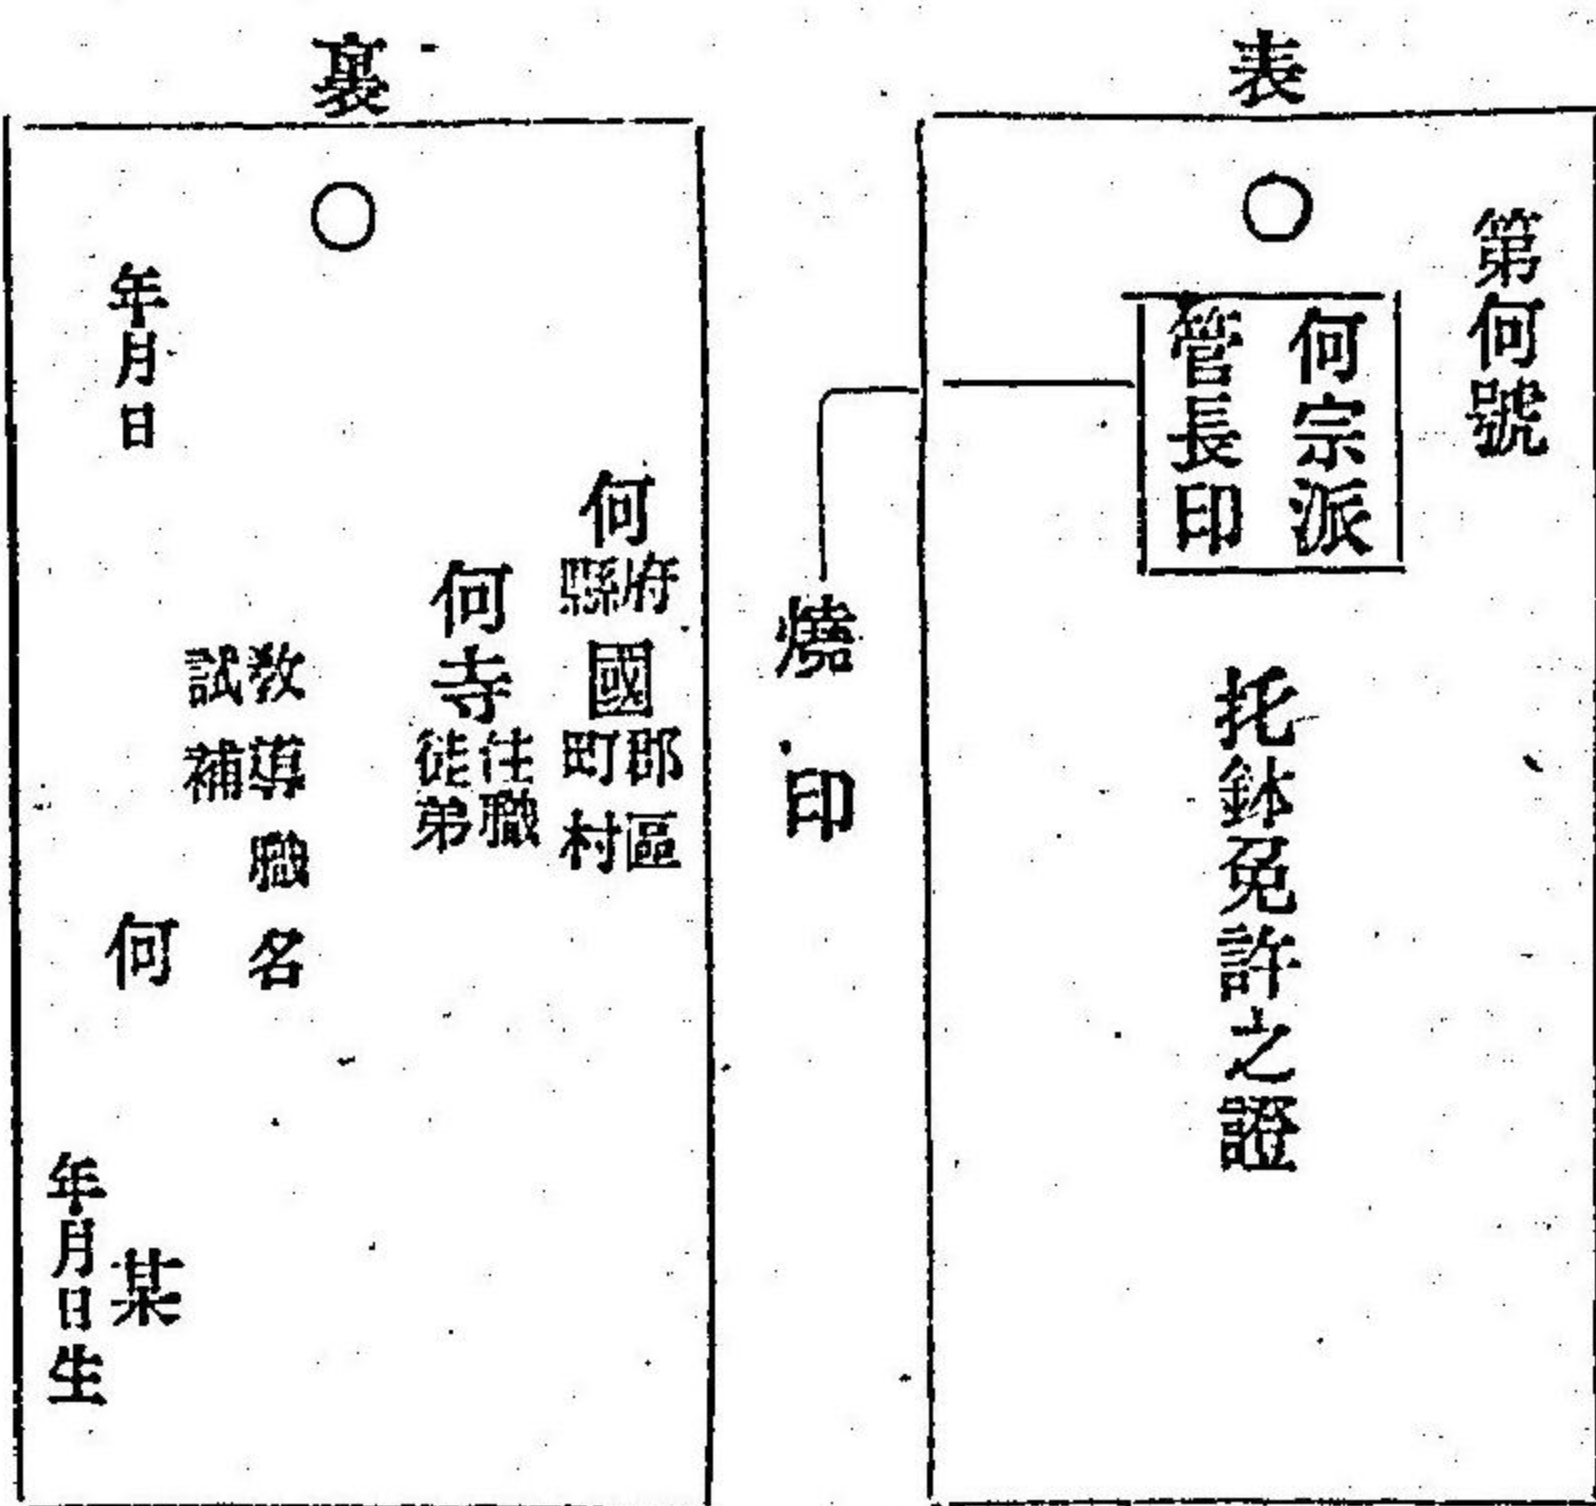 表
第何號
何宗派
管長印
托鉢免許之證
燒印
裏
何府縣國郡區町村
何寺住職徒弟
教導職名
試補
何某
年月日生
年月日